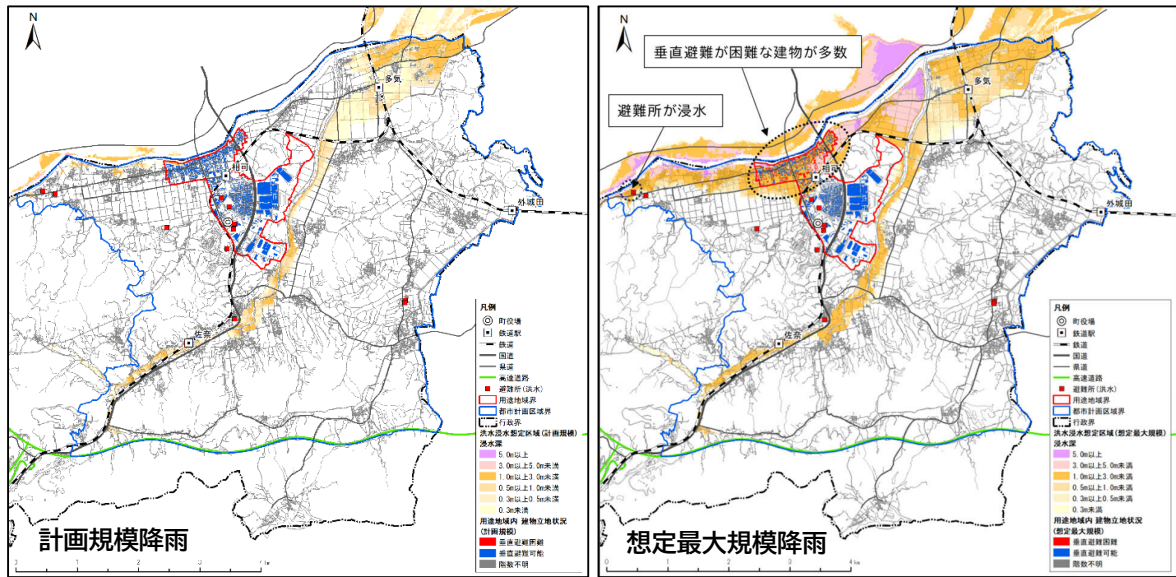 N
多気
相可
外城田
佐奈
凡例
町役場
鉄道駅
鉄道
国道
県道
高速道路
避難所(洪水)
用途地域界
都市計画区域界
行政界
洪水浸水想定区域(計画規模)
浸水深
5.0m以上
3.0m以上5.0m未満
1.0m以上3.0m未満
0.5m以上1.0m未満
0.3m以上0.5m未満
0.3m未満
用途地域内 建物立地状況
(計画規模)
垂直避難困難
垂直避難可能
階数不明
計画規模降雨
0 1 2 4
km
N
垂直避難が困難な建物が多数
避難所が浸水
多気
相可
外城田
佐奈
凡例
町役場
鉄道駅
鉄道
国道
県道
高速道路
避難所(洪水)
用途地域界
都市計画区域界
行政界
洪水浸水想定区域(想定最大規模)
浸水深
5.0m以上
3.0m以上5.0m未満
1.0m以上3.0m未満
0.5m以上1.0m未満
0.3m以上0.5m未満
0.3m未満
用途地域内 建物立地状況
(想定最大規模)
垂直避難困難
垂直避難可能
階数不明
想定最大規模降雨
0 1 2 4
km